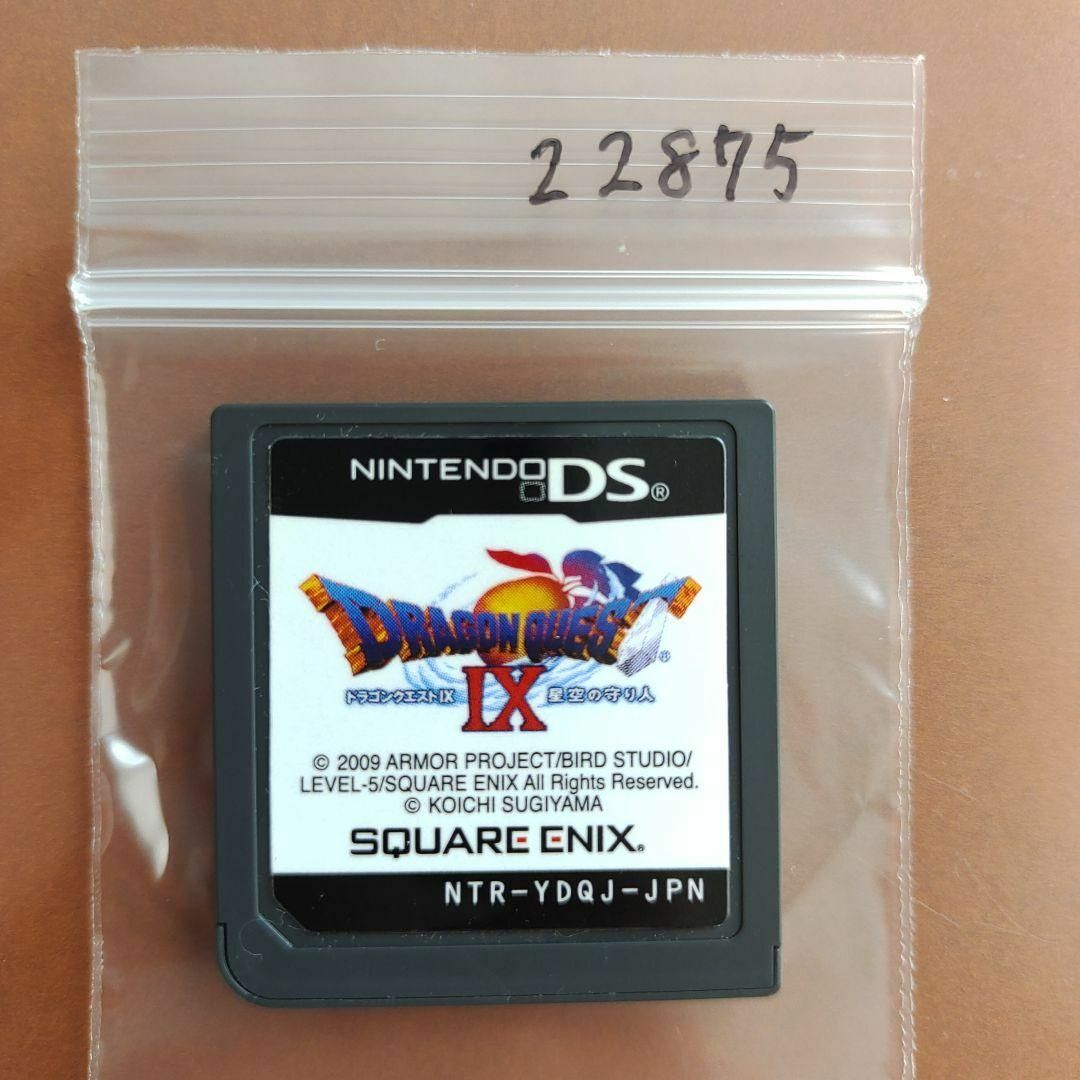 22875
NINTENDO DS®
DRAGON QUEST®
ドラゴンクエストIX IX 星空の守り人
© 2009 ARMOR PROJECT/BIRD STUDIO/
LEVEL-5/SQUARE ENIX All Rights Reserved.
© KOICHI SUGIYAMA
SQUARE ENIX®
NTR-YDQJ-JPN